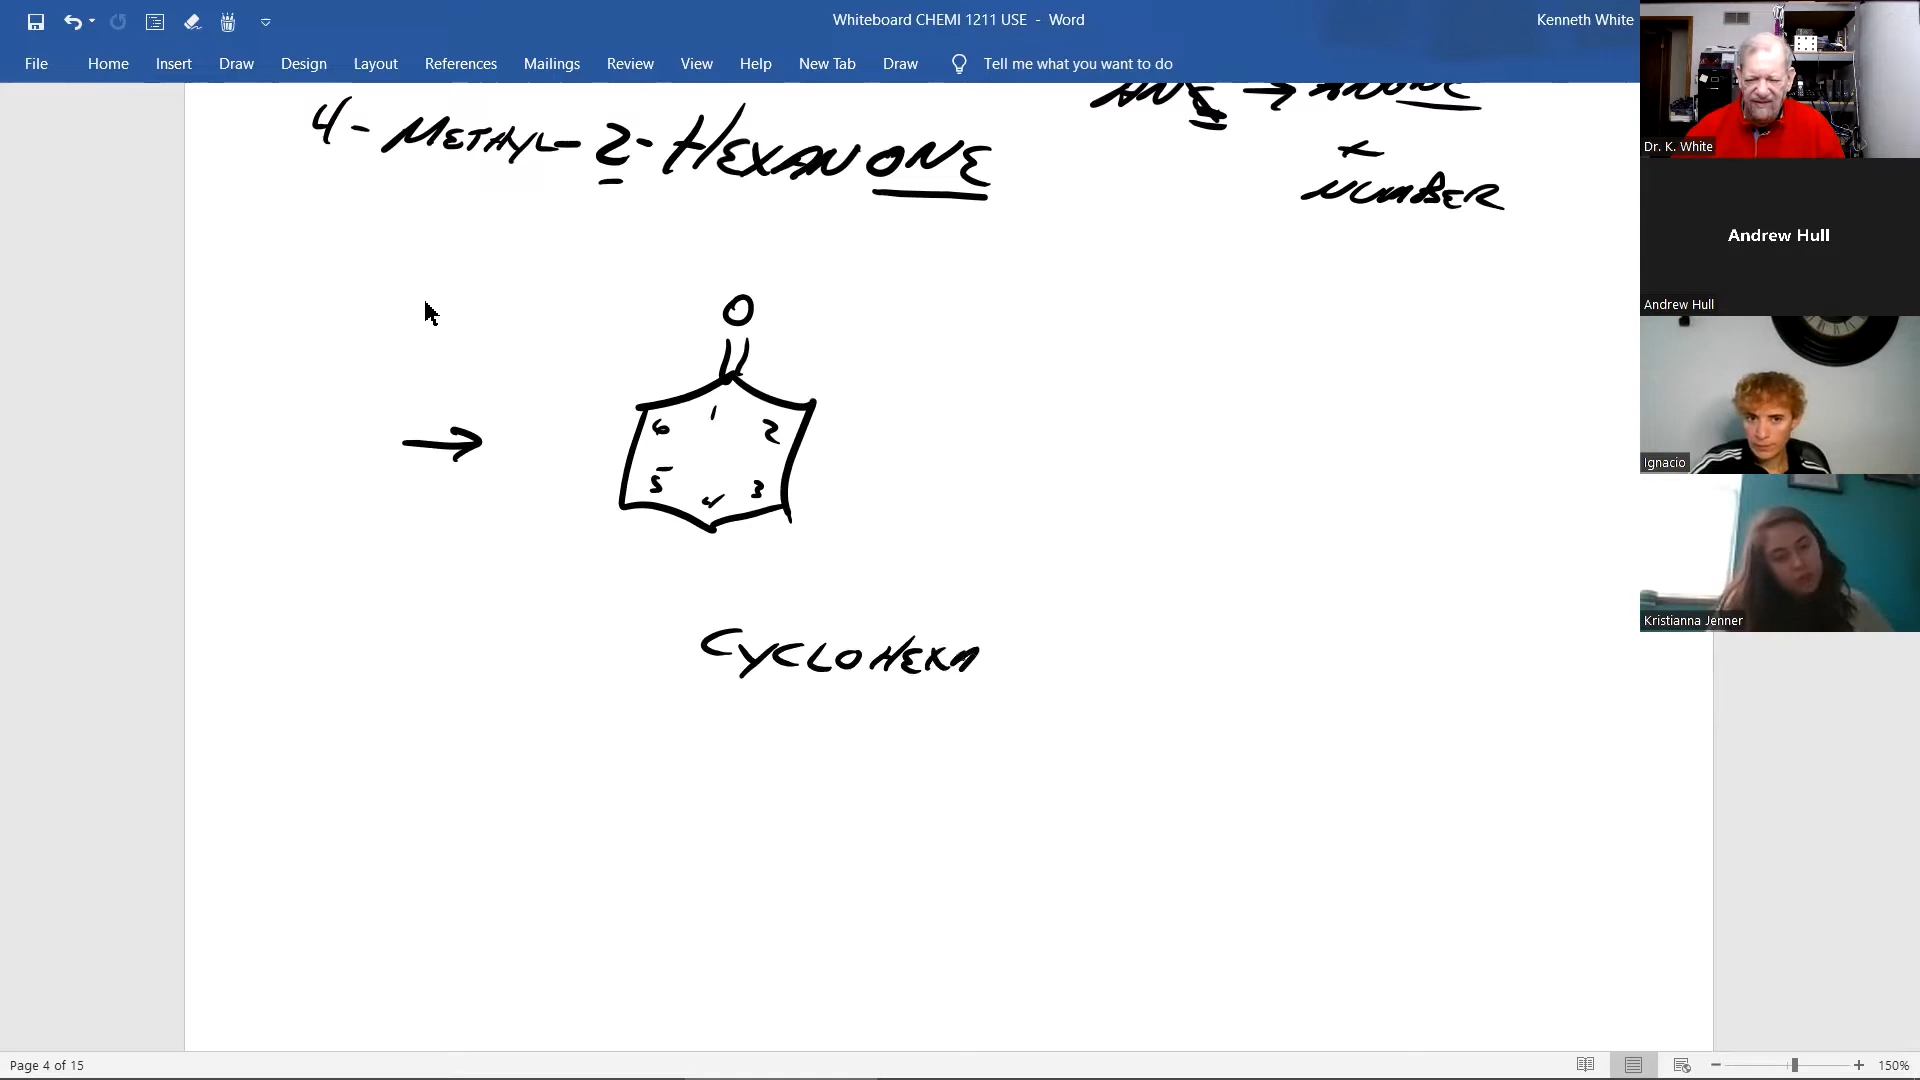 Whiteboard CHEMI 1211 USE - Word
Kenneth White
File Home Insert Draw Design Layout References Mailings Review View Help New Tab Draw Tell me what you want to do
ANE → ANONE
4-METHYL-2-HEXANONE
+
NUMBER
O
1
6 2
5 3
4
CYCLOHEXA
Dr. K. White
Andrew Hull
Andrew Hull
Ignacio
Kristianna Jenner
Page 4 of 15
150%